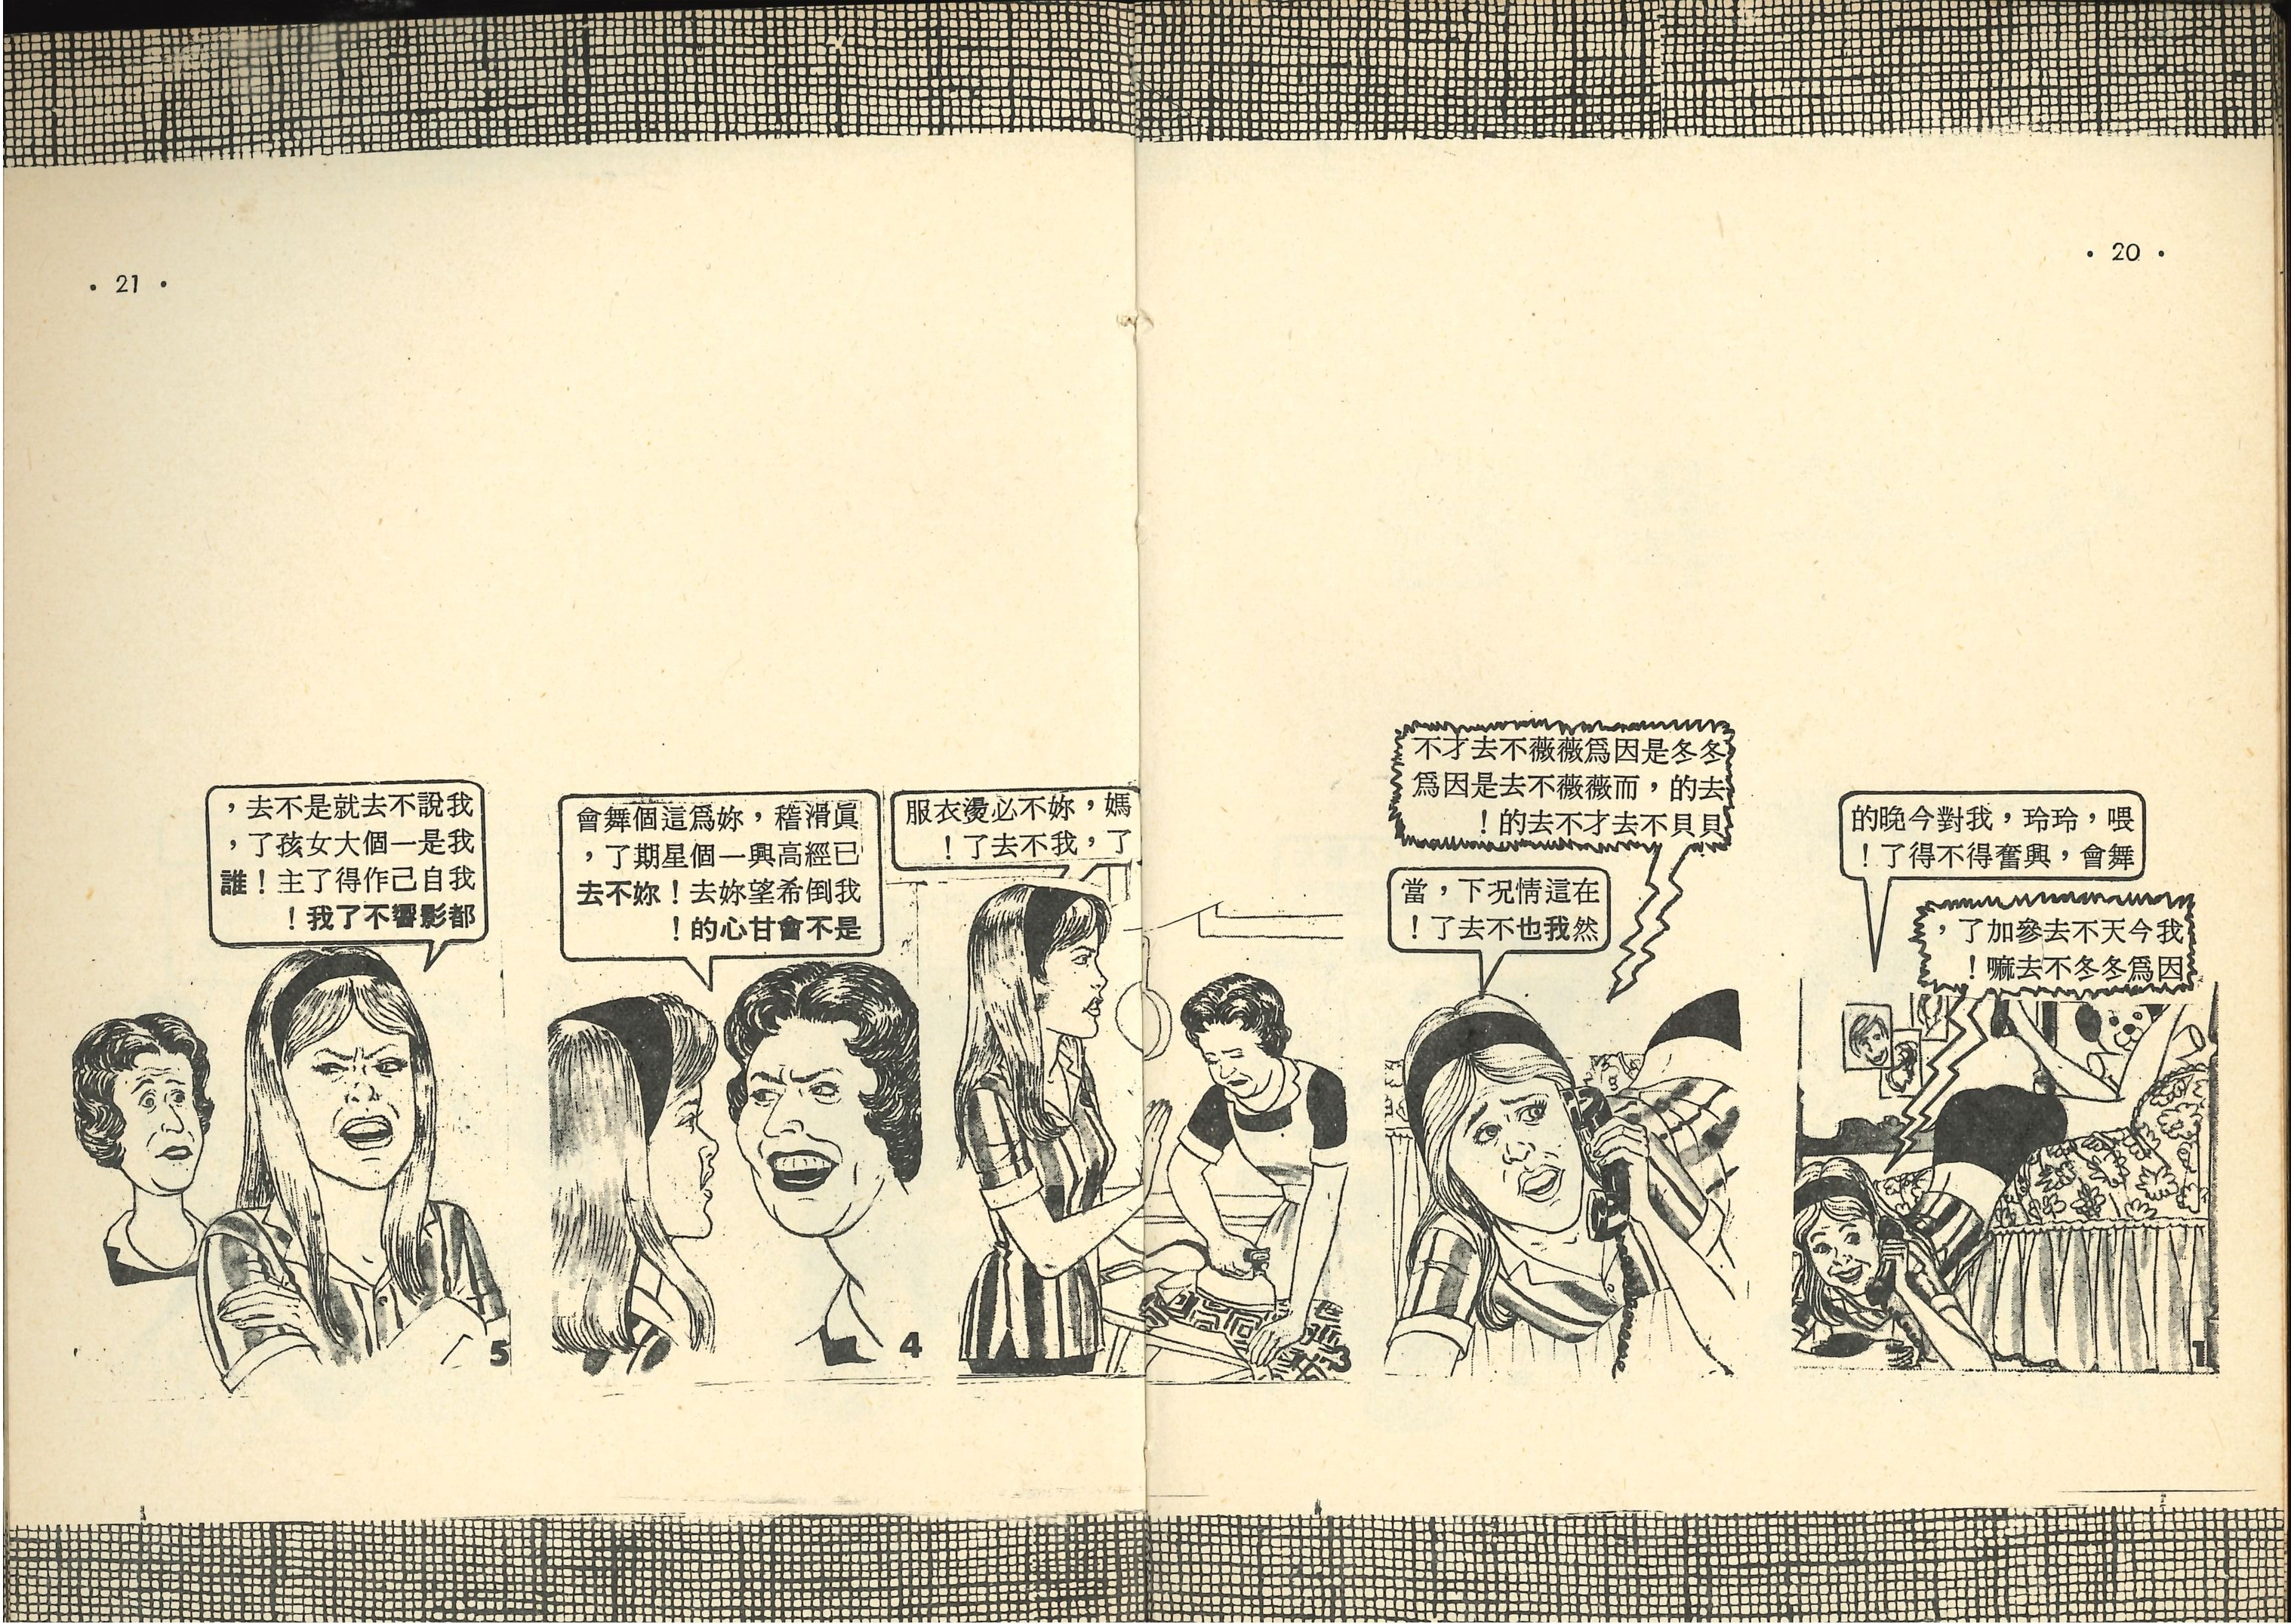 · 20 ·
喂，玲玲，我對今晚的
舞會，興奮得不得了！
我今天不去參加了，
因爲冬冬不去嘛！
冬冬是因爲薇薇不去才不
去的，而薇薇不去是因爲
貝貝不去才不去的！
在這情況下，當
然我也不去了！
媽，妳不必燙衣服
了，我不去了！
3
眞滑稽，妳爲這個舞會
已經高興一個星期了，
我倒希望妳去！妳不去
是不會甘心的！
4
我說不去就是不去，
我是一個大女孩了，
我自己作得了主！誰
都影響不了我！
5
1
· 21 ·